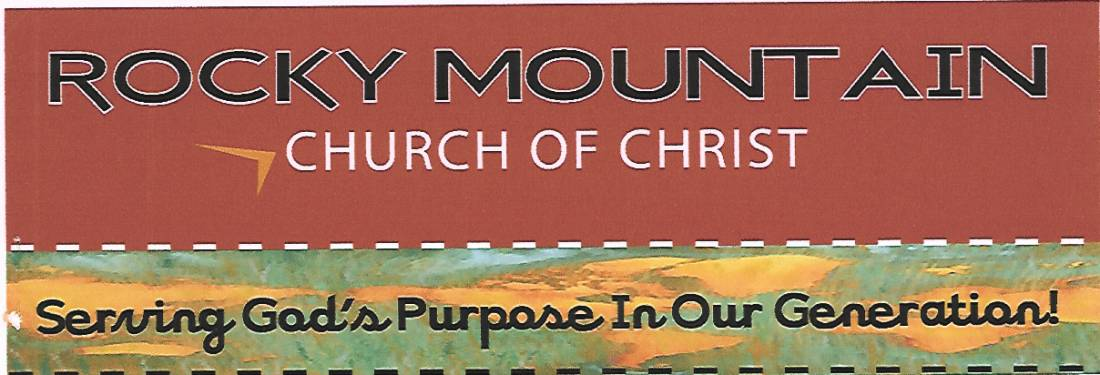 ROCKY MOUNTAIN
CHURCH OF CHRIST
Serving God's Purpose In Our Generation!